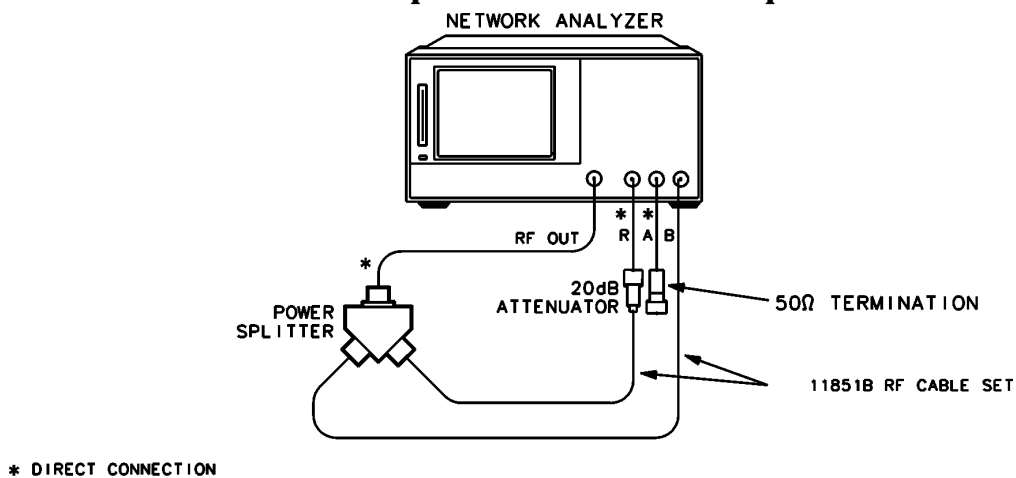 NETWORK ANALYZER
* *
R A B
RF OUT
*
20dB
ATTENUATOR
POWER
SPLITTER
50Ω TERMINATION
11851B RF CABLE SET
* DIRECT CONNECTION